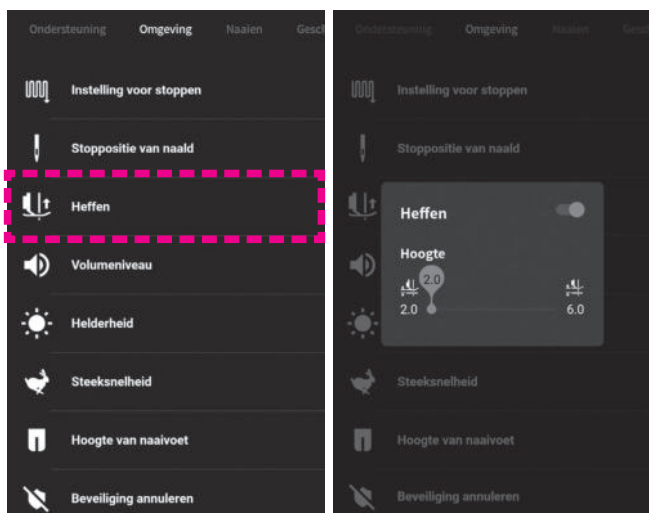 Ondersteuning Omgeving Naaien Gesch
Instelling voor stoppen
Stoppositie van naald
Heffen
Volumeniveau
Helderheid
Steeksnelheid
Hoogte van naaivoet
Beveiliging annuleren
Ondersteuning Omgeving Naaien Gesc
Instelling voor stoppen
Stoppositie van naald
Heffen
Hoogte
2.0
2.0 6.0
Steeksnelheid
Hoogte van naaivoet
Beveiliging annuleren